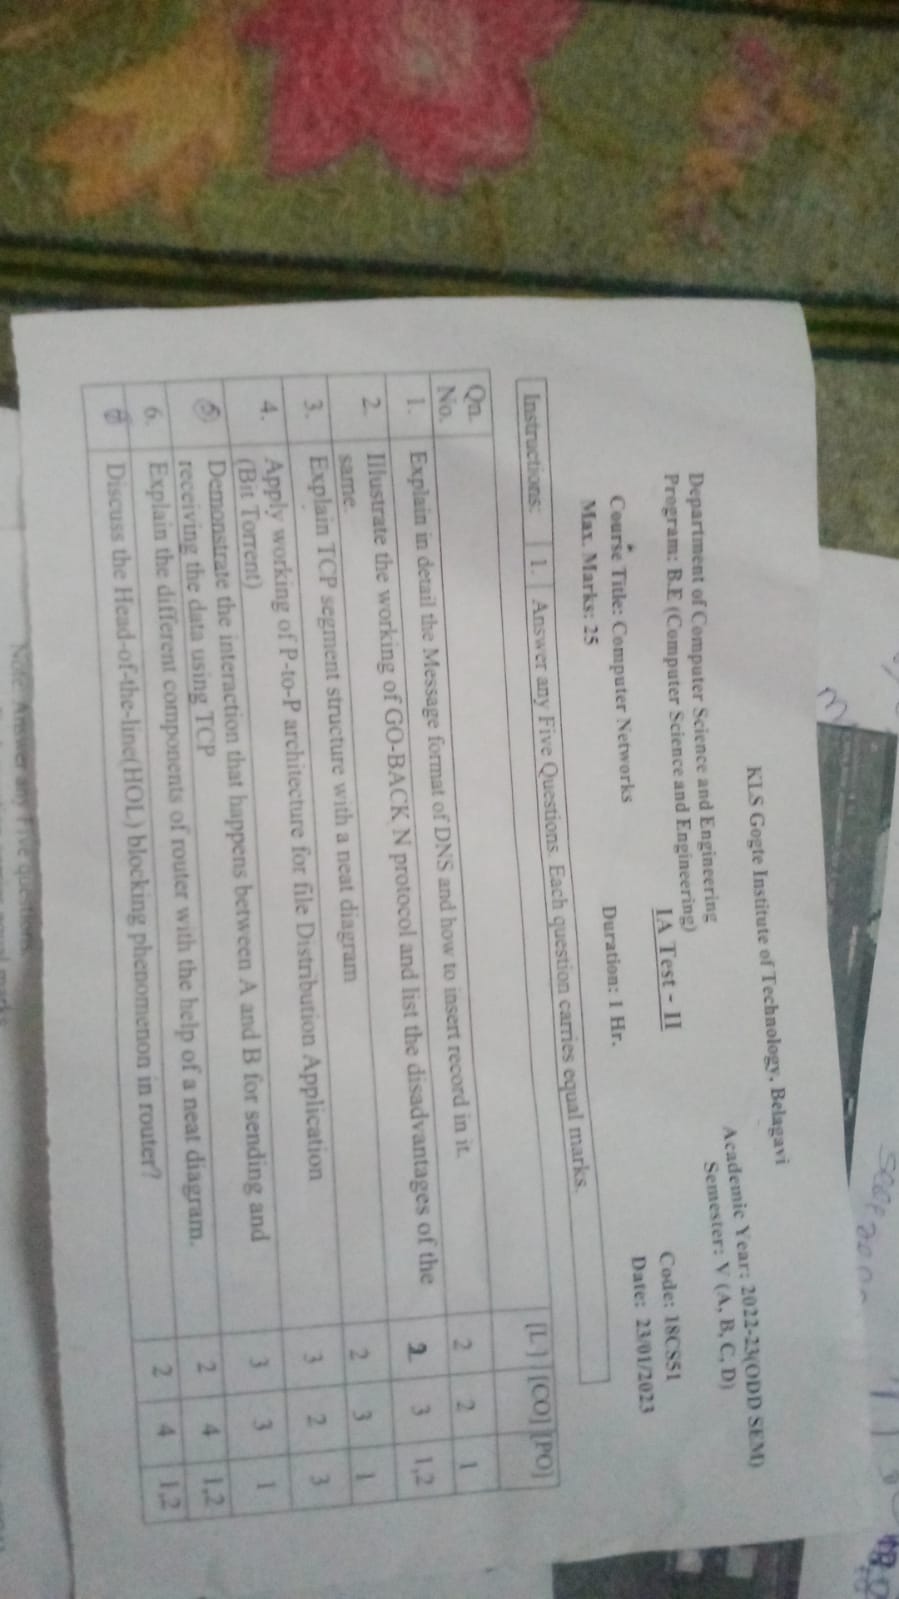 KLS Gogte Institute of Technology, Belagavi
Department of Computer Science and Engineering
Academic Year: 2022-23(ODD SEM)
Program: B.E (Computer Science and Engineering)
Semester: V (A, B, C, D)
IA Test - II
Course Title: Computer Networks
Code: 18CS51
Max. Marks: 25
Duration: 1 Hr.
Date: 23/01/2023
Instructions: 1. Answer any Five Questions. Each question carries equal marks.
Qn. No. [L ] [CO] [PO]
1. Explain in detail the Message format of DNS and how to insert record in it. 2 2 1
2. Illustrate the working of GO-BACK N protocol and list the disadvantages of the 2 3 1,2
same.
3. Explain TCP segment structure with a neat diagram 2 3 1
4. Apply working of P-to-P architecture for file Distribution Application 3 2 3
(Bit Torrent)
5 Demonstrate the interaction that happens between A and B for sending and 3 3 1
receiving the data using TCP
6. Explain the different components of router with the help of a neat diagram. 2 4 1,2
7 Discuss the Head-of-the-line(HOL) blocking phenomenon in router? 2 4 1,2
Note: Answer any Five questions.